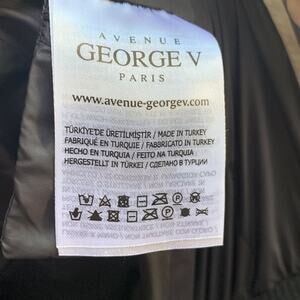 AVENUE
GEORGE V
PARIS
www.avenue-georgev.com
TÜRKİYE'DE ÜRETİLMİŞTİR / MADE IN TURKEY
FABRIQUÉ EN TURQUIE / FABBRICATO IN TURCHIA
HECHO EN TURQUIA / FEITO NA TURQUIA
HERGESTELLT IN TÜRKEI / СДЕЛАНО В ТУРЦИИ